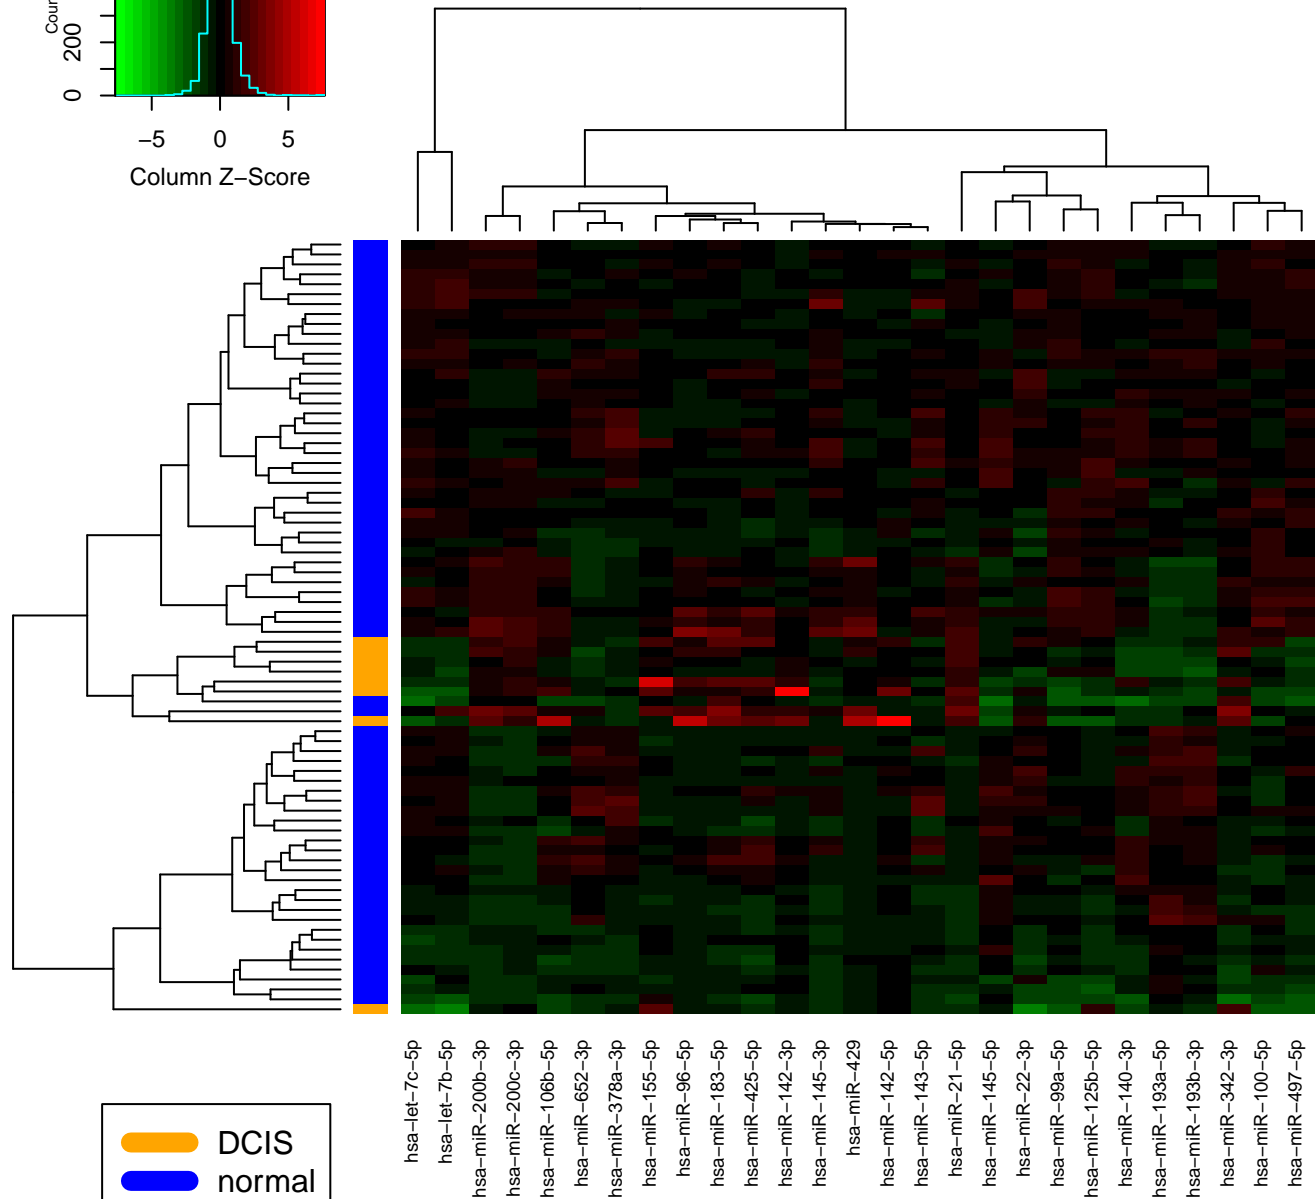 Coun
200
0
−5 0 5
Column Z−Score
hsa−let−7c−5p
hsa−let−7b−5p
hsa−miR−200b−3p
hsa−miR−200c−3p
hsa−miR−106b−5p
hsa−miR−652−3p
hsa−miR−378a−3p
hsa−miR−155−5p
hsa−miR−96−5p
hsa−miR−183−5p
hsa−miR−425−5p
hsa−miR−142−3p
hsa−miR−145−3p
hsa−miR−429
hsa−miR−142−5p
hsa−miR−143−5p
hsa−miR−21−5p
hsa−miR−145−5p
hsa−miR−22−3p
hsa−miR−99a−5p
hsa−miR−125b−5p
hsa−miR−140−3p
hsa−miR−193a−5p
hsa−miR−193b−3p
hsa−miR−342−3p
hsa−miR−100−5p
hsa−miR−497−5p
DCIS
normal